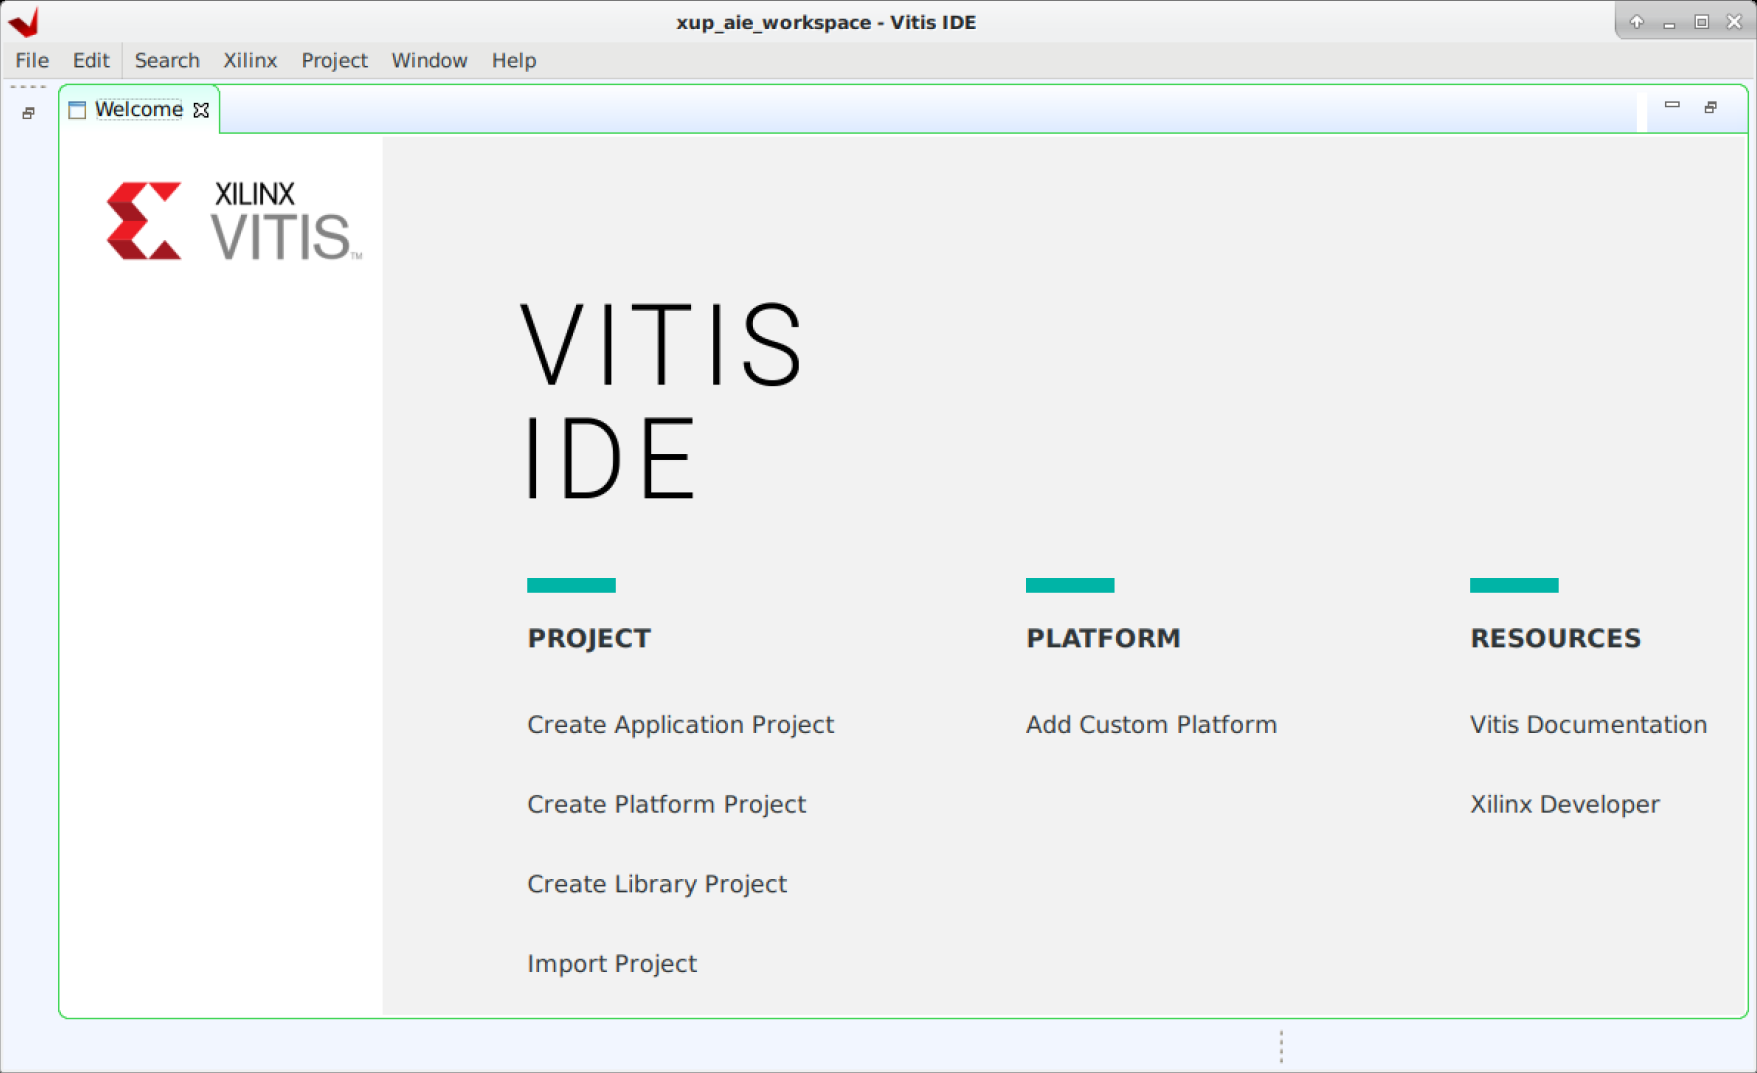 xup_aie_workspace - Vitis IDE
File Edit Search Xilinx Project Window Help
Welcome
XILINX
VITIS™
VITIS
IDE
PROJECT
Create Application Project
Create Platform Project
Create Library Project
Import Project
PLATFORM
Add Custom Platform
RESOURCES
Vitis Documentation
Xilinx Developer